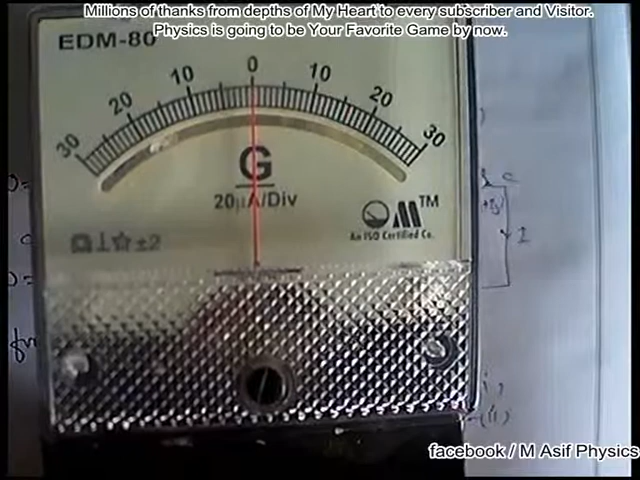 Millions of thanks from depths of My Heart to every subscriber and Visitor.
Physics is going to be Your Favorite Game by now.
EDM-80
30 20 10 0 10 20 30
G
20µA/Div
TM
An ISO Certified Co.
±2
I
(ii)
facebook / M Asif Physics